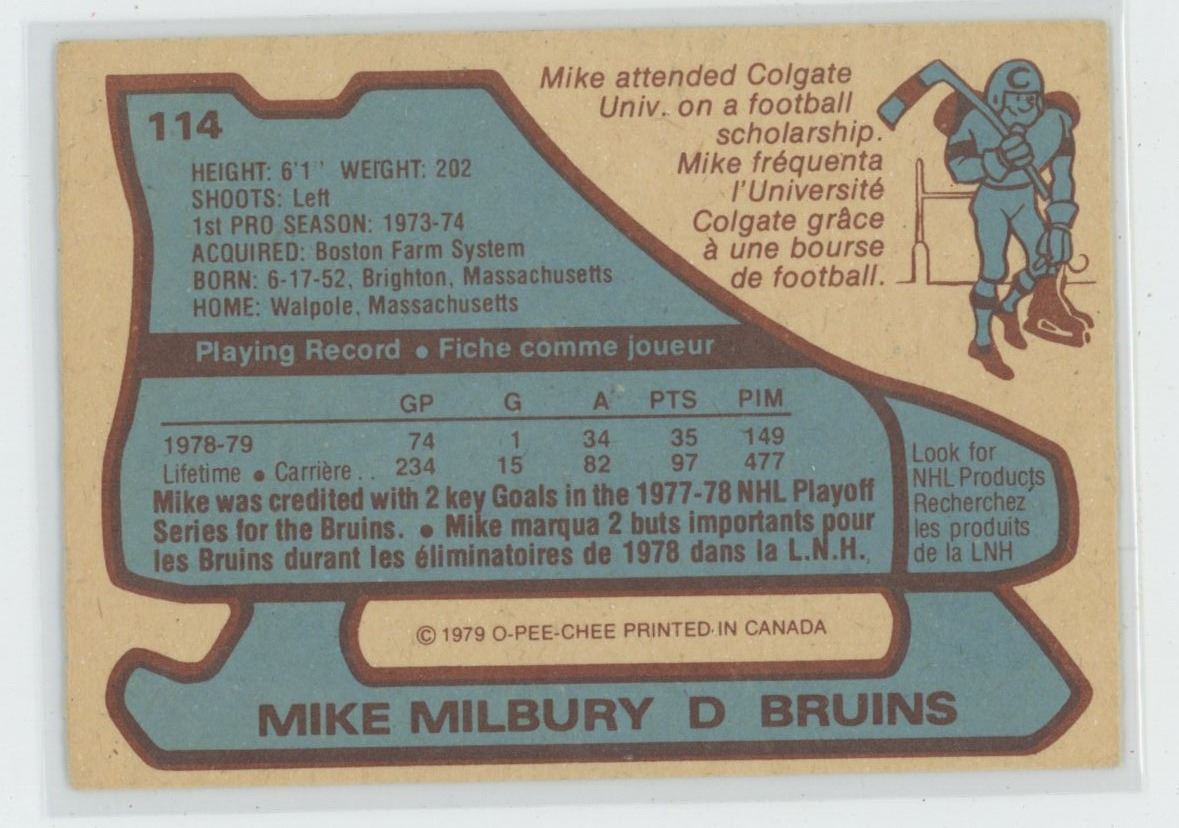 114
HEIGHT: 6'1" WEIGHT: 202
SHOOTS: Left
1st PRO SEASON: 1973-74
ACQUIRED: Boston Farm System
BORN: 6-17-52, Brighton, Massachusetts
HOME: Walpole, Massachusetts
Mike attended Colgate
Univ. on a football
scholarship.
Mike fréquenta
l'Université
Colgate grâce
à une bourse
de football.
C
Playing Record • Fiche comme joueur
GP G A PTS PIM
1978-79 74 1 34 35 149
Lifetime • Carrière .. 234 15 82 97 477
Mike was credited with 2 key Goals in the 1977-78 NHL Playoff
Series for the Bruins. • Mike marqua 2 buts importants pour
les Bruins durant les éliminatoires de 1978 dans la L.N.H.
Look for
NHL Products
Recherchez
les produits
de la LNH
© 1979 O-PEE-CHEE PRINTED IN CANADA
MIKE MILBURY D BRUINS